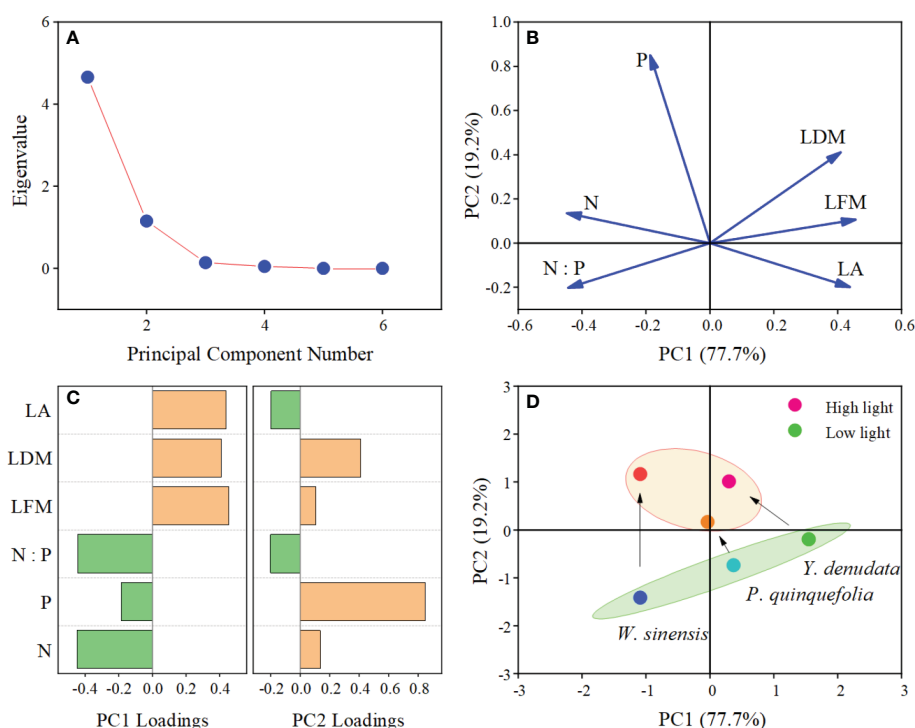 A
6
4
2
0
Eigenvalue
2
4
6
Principal Component Number
B
1.0
0.8
0.6
0.4
0.2
0.0
-0.2
PC2 (19.2%)
P
LDM
N
LFM
N : P
LA
-0.6
-0.4
-0.2
0.0
0.2
0.4
0.6
PC1 (77.7%)
C
LA
LDM
LFM
N : P
P
N
-0.4
-0.2
0.0
0.2
0.4
PC1 Loadings
-0.2
0.0
0.2
0.4
0.6
0.8
PC2 Loadings
D
3
2
1
0
-1
-2
-3
PC2 (19.2%)
High light
Low light
Y. denudata
P. quinquefolia
W. sinensis
-3
-2
-1
0
1
2
3
PC1 (77.7%)